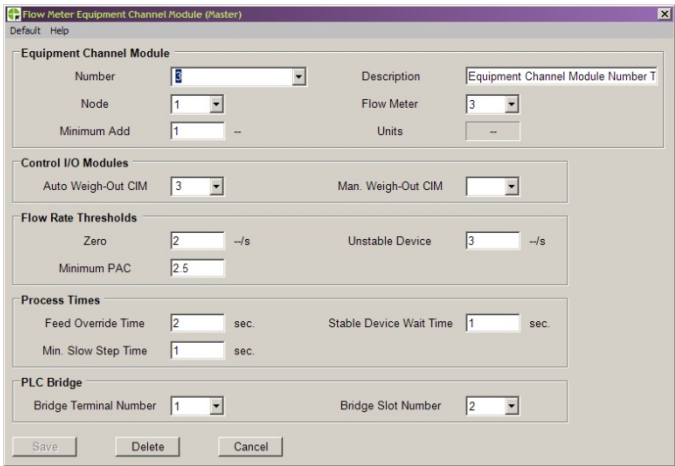 Flow Meter Equipment Channel Module (Master)
Default Help
Equipment Channel Module
Number 3 Description Equipment Channel Module Number T
Node 1 Flow Meter 3
Minimum Add 1 -- Units --
Control I/O Modules
Auto Weigh-Out CIM 3 Man. Weigh-Out CIM
Flow Rate Thresholds
Zero 2 --/s Unstable Device 3 --/s
Minimum PAC 2.5
Process Times
Feed Override Time 2 sec. Stable Device Wait Time 1 sec.
Min. Slow Step Time 1 sec.
PLC Bridge
Bridge Terminal Number 1 Bridge Slot Number 2
Save Delete Cancel